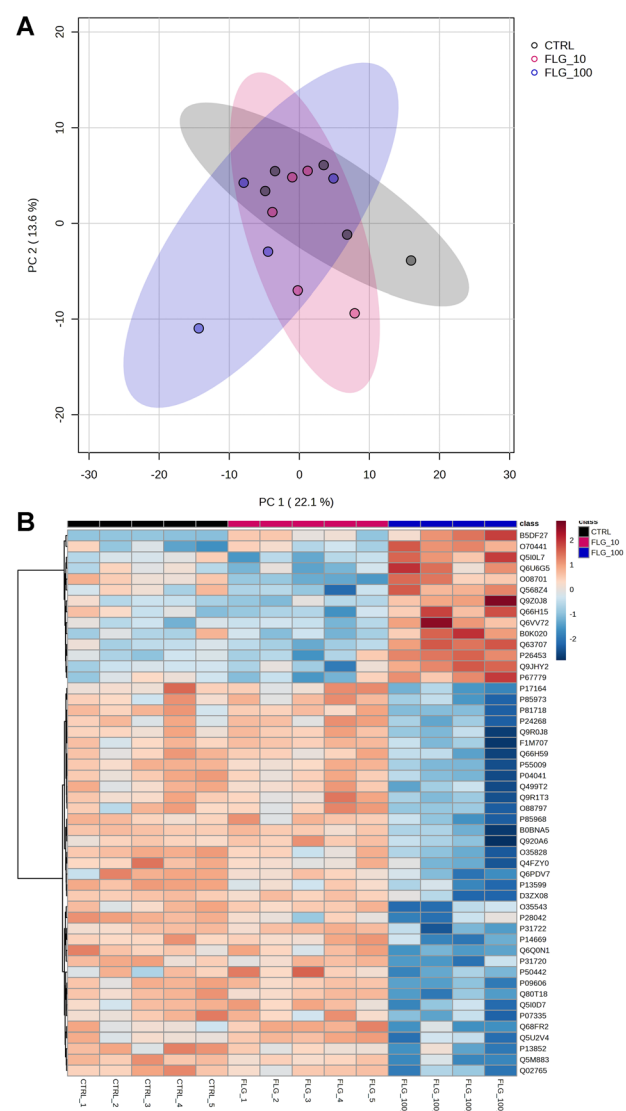 A
20
10
0
-10
-20
PC 2 ( 13.6 %)
-30
-20
-10
0
10
20
30
PC 1 ( 22.1 %)
CTRL
FLG_10
FLG_100
B
class
B5DF27
O70441
Q5I0L7
Q6U6G5
O08701
Q568Z4
Q9Z0J8
Q66H15
Q6VV72
B0K020
Q63707
P26453
Q9JHY2
P67779
P17164
P85973
P81718
P24268
Q9R0J8
F1M707
Q66H59
P55009
P04041
Q499T2
Q9R1T3
O88797
P85968
B0BNA5
Q920A6
O35828
Q4FZY0
Q6PDV7
P13599
D3ZX08
O35543
P28042
P31722
P14669
Q6Q0N1
P31720
P50442
P09606
Q80T18
Q5I0D7
P07335
Q68FR2
Q5U2V4
P13852
Q5M883
Q02765
CTRL_1
CTRL_2
CTRL_3
CTRL_4
CTRL_5
FLG_1
FLG_2
FLG_3
FLG_4
FLG_5
FLG_100
FLG_100
FLG_100
FLG_100
2
1
0
-1
-2
class
CTRL
FLG_10
FLG_100